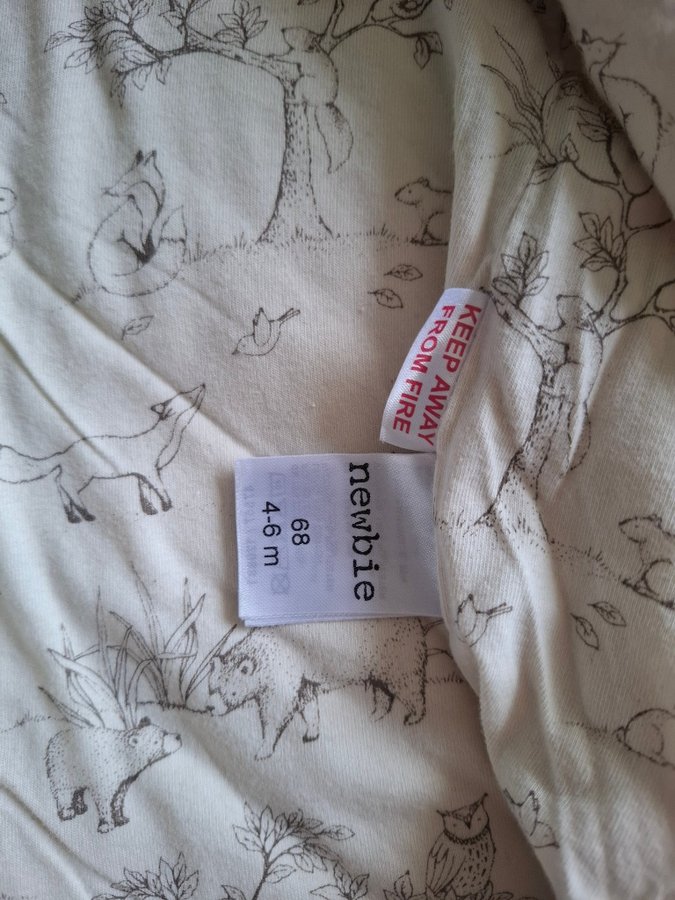 KEEP AWAY
FROM FIRE
newbie
68
4-6 m